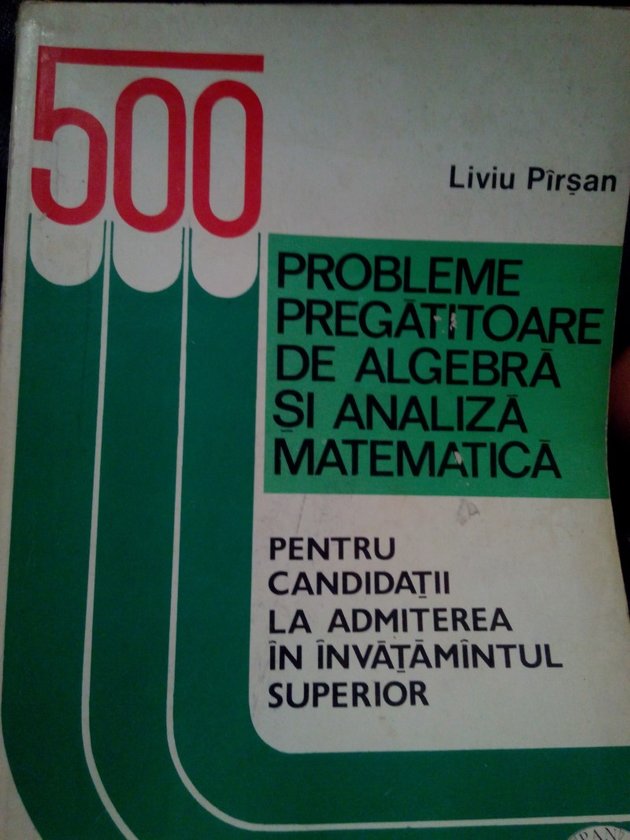 500
Liviu Pîrșan
PROBLEME
PREGĂTITOARE
DE ALGEBRĂ
ȘI ANALIZĂ
MATEMATICĂ
PENTRU
CANDIDAȚII
LA ADMITEREA
ÎN ÎNVĂȚĂMÎNTUL
SUPERIOR